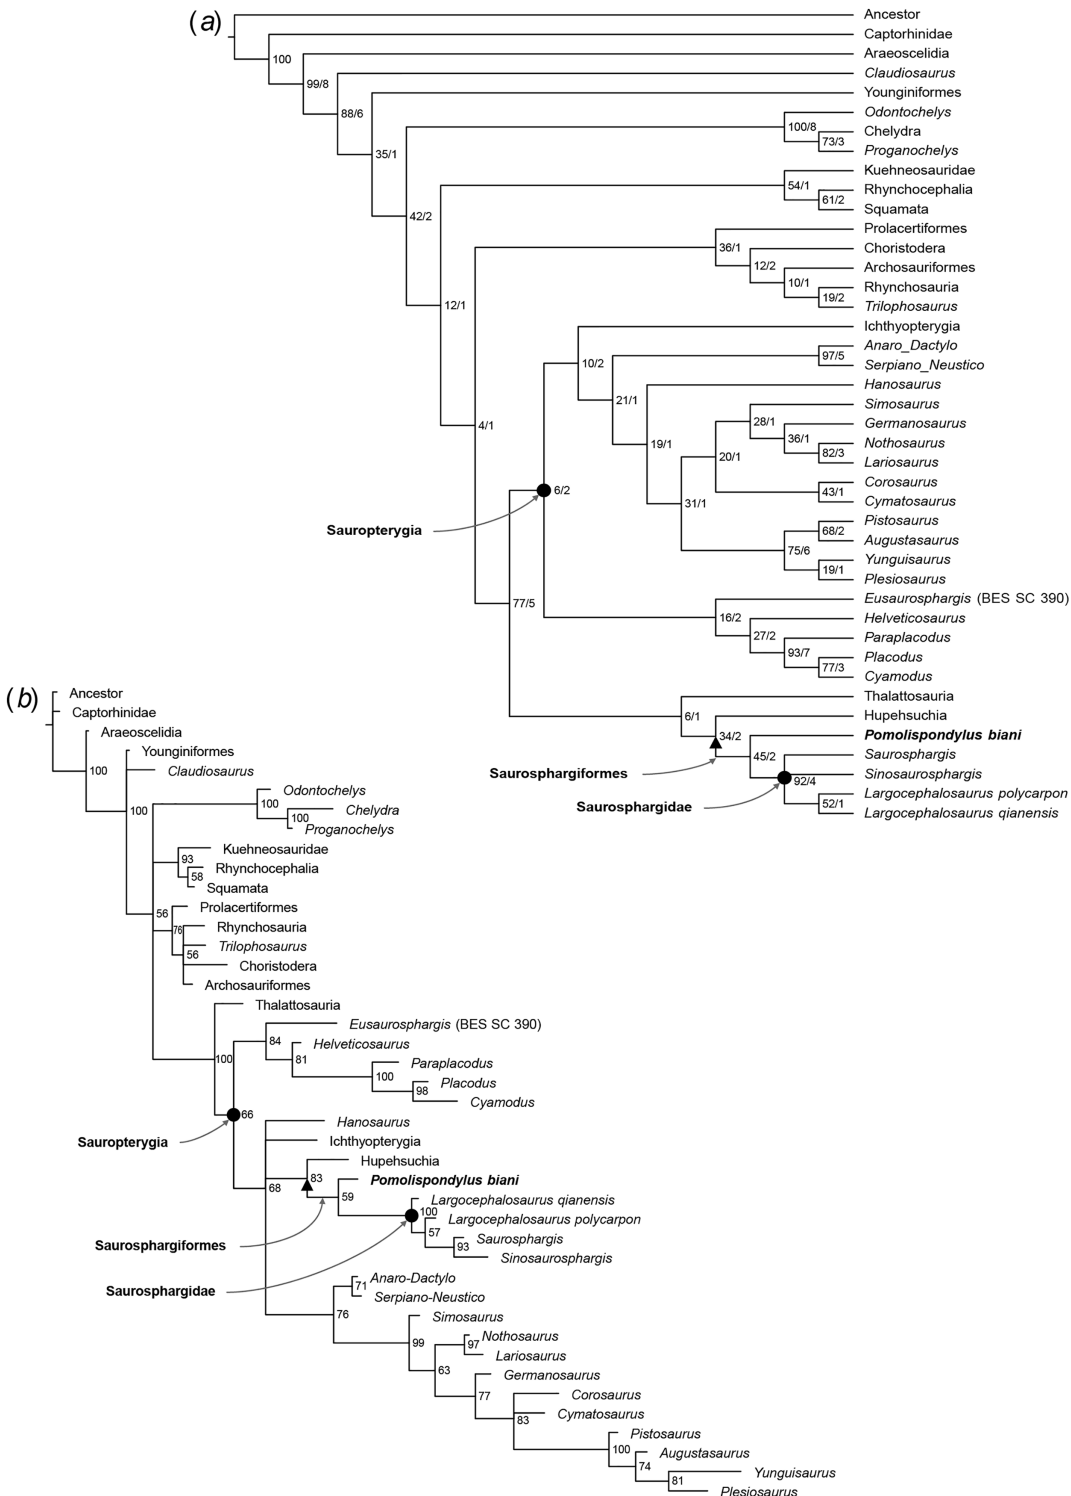 (a)
Ancestor
Captorhinidae
100
Araeoscelidia
99/8
Claudiosaurus
88/6
Younginiformes
35/1
Odontochelys
100/8
Chelydra
73/3
Proganochelys
42/2
Kuehneosauridae
54/1
Rhynchocephalia
61/2
Squamata
12/1
Prolacertiformes
36/1
Choristodera
12/2
Archosauriformes
10/1
Rhynchosauria
19/2
Trilophosaurus
4/1
Ichthyopterygia
10/2
Anaro_Dactylo
97/5
Serpiano_Neustico
21/1
Hanosaurus
19/1
Simosaurus
28/1
Germanosaurus
36/1
Nothosaurus
82/3
Lariosaurus
20/1
Corosaurus
43/1
Cymatosaurus
31/1
Pistosaurus
68/2
Augustasaurus
75/6
Yunguisaurus
19/1
Plesiosaurus
6/2
Sauropterygia
77/5
Eusaurosphargis (BES SC 390)
16/2
Helveticosaurus
27/2
Paraplacodus
93/7
Placodus
77/3
Cyamodus
Thalattosauria
6/1
Hupehsuchia
34/2
Pomolispondylus biani
45/2
Saurosphargis
Sinosaurosphargis
92/4
Largocephalosaurus polycarpon
52/1
Largocephalosaurus qianensis
Saurosphargiformes
Saurosphargidae
(b)
Ancestor
Captorhinidae
Araeoscelidia
100
Younginiformes
Claudiosaurus
100
Odontochelys
100
Chelydra
100
Proganochelys
Kuehneosauridae
93
Rhynchocephalia
58
Squamata
56
Prolacertiformes
76
Rhynchosauria
Trilophosaurus
56
Choristodera
Archosauriformes
Thalattosauria
100
Eusaurosphargis (BES SC 390)
84
Helveticosaurus
81
Paraplacodus
100
Placodus
98
Cyamodus
66
Sauropterygia
Hanosaurus
Ichthyopterygia
Hupehsuchia
83
68
Pomolispondylus biani
59
Largocephalosaurus qianensis
100
Largocephalosaurus polycarpon
57
Saurosphargis
93
Sinosaurosphargis
Saurosphargiformes
Saurosphargidae
Anaro-Dactylo
71
Serpiano-Neustico
76
Simosaurus
99
Nothosaurus
97
Lariosaurus
63
Germanosaurus
77
Corosaurus
Cymatosaurus
83
Pistosaurus
100
Augustasaurus
74
Yunguisaurus
81
Plesiosaurus